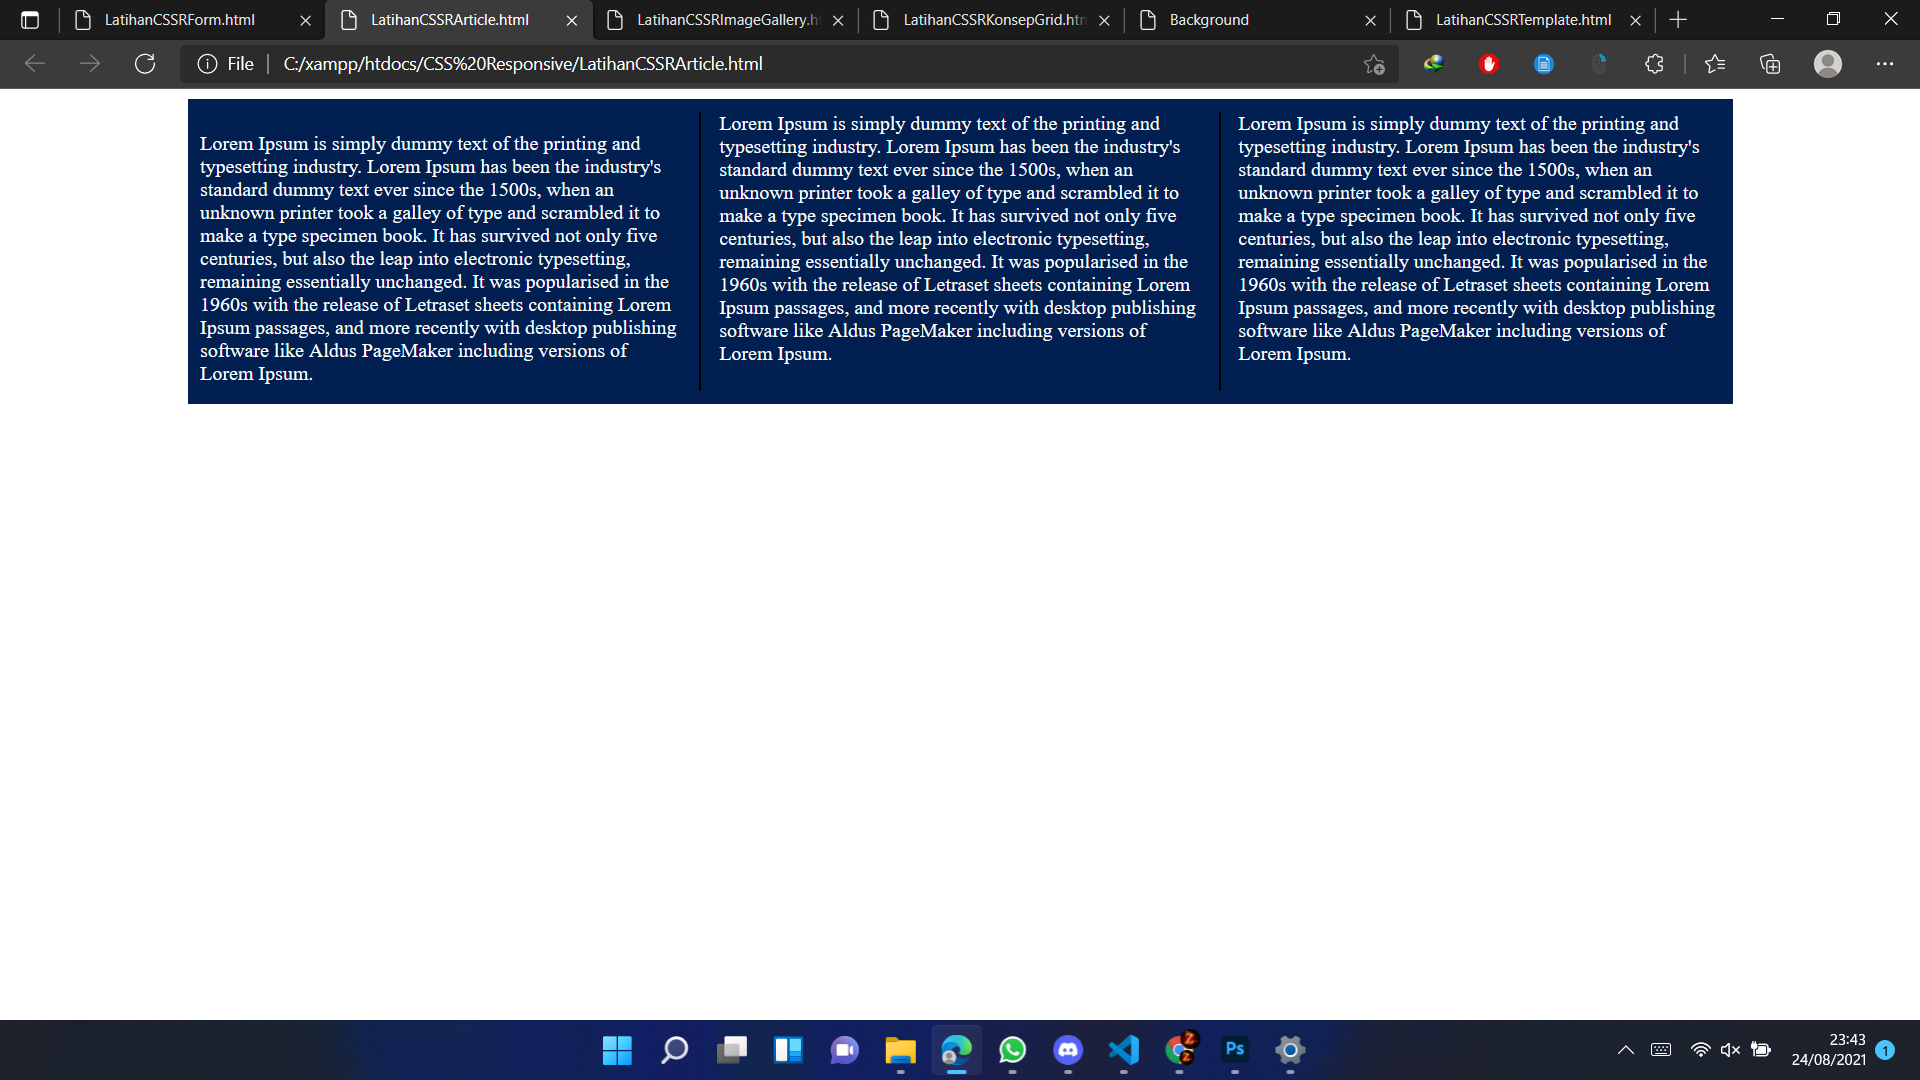 LatihanCSSRForm.html
LatihanCSSRArticle.html
LatihanCSSRImageGallery.h
LatihanCSSRKonsepGrid.htm
Background
LatihanCSSRTemplate.html
File
C:/xampp/htdocs/CSS%20Responsive/LatihanCSSRArticle.html
Lorem Ipsum is simply dummy text of the printing and
typesetting industry. Lorem Ipsum has been the industry's
standard dummy text ever since the 1500s, when an
unknown printer took a galley of type and scrambled it to
make a type specimen book. It has survived not only five
centuries, but also the leap into electronic typesetting,
remaining essentially unchanged. It was popularised in the
1960s with the release of Letraset sheets containing Lorem
Ipsum passages, and more recently with desktop publishing
software like Aldus PageMaker including versions of
Lorem Ipsum.
Lorem Ipsum is simply dummy text of the printing and
typesetting industry. Lorem Ipsum has been the industry's
standard dummy text ever since the 1500s, when an
unknown printer took a galley of type and scrambled it to
make a type specimen book. It has survived not only five
centuries, but also the leap into electronic typesetting,
remaining essentially unchanged. It was popularised in the
1960s with the release of Letraset sheets containing Lorem
Ipsum passages, and more recently with desktop publishing
software like Aldus PageMaker including versions of
Lorem Ipsum.
Lorem Ipsum is simply dummy text of the printing and
typesetting industry. Lorem Ipsum has been the industry's
standard dummy text ever since the 1500s, when an
unknown printer took a galley of type and scrambled it to
make a type specimen book. It has survived not only five
centuries, but also the leap into electronic typesetting,
remaining essentially unchanged. It was popularised in the
1960s with the release of Letraset sheets containing Lorem
Ipsum passages, and more recently with desktop publishing
software like Aldus PageMaker including versions of
Lorem Ipsum.
Ps
23:43
24/08/2021
1